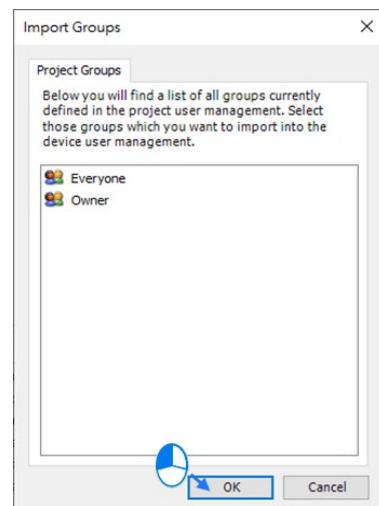 Import Groups
Project Groups
Below you will find a list of all groups currently
defined in the project user management. Select
those groups which you want to import into the
device user management.
Everyone
Owner
OK Cancel